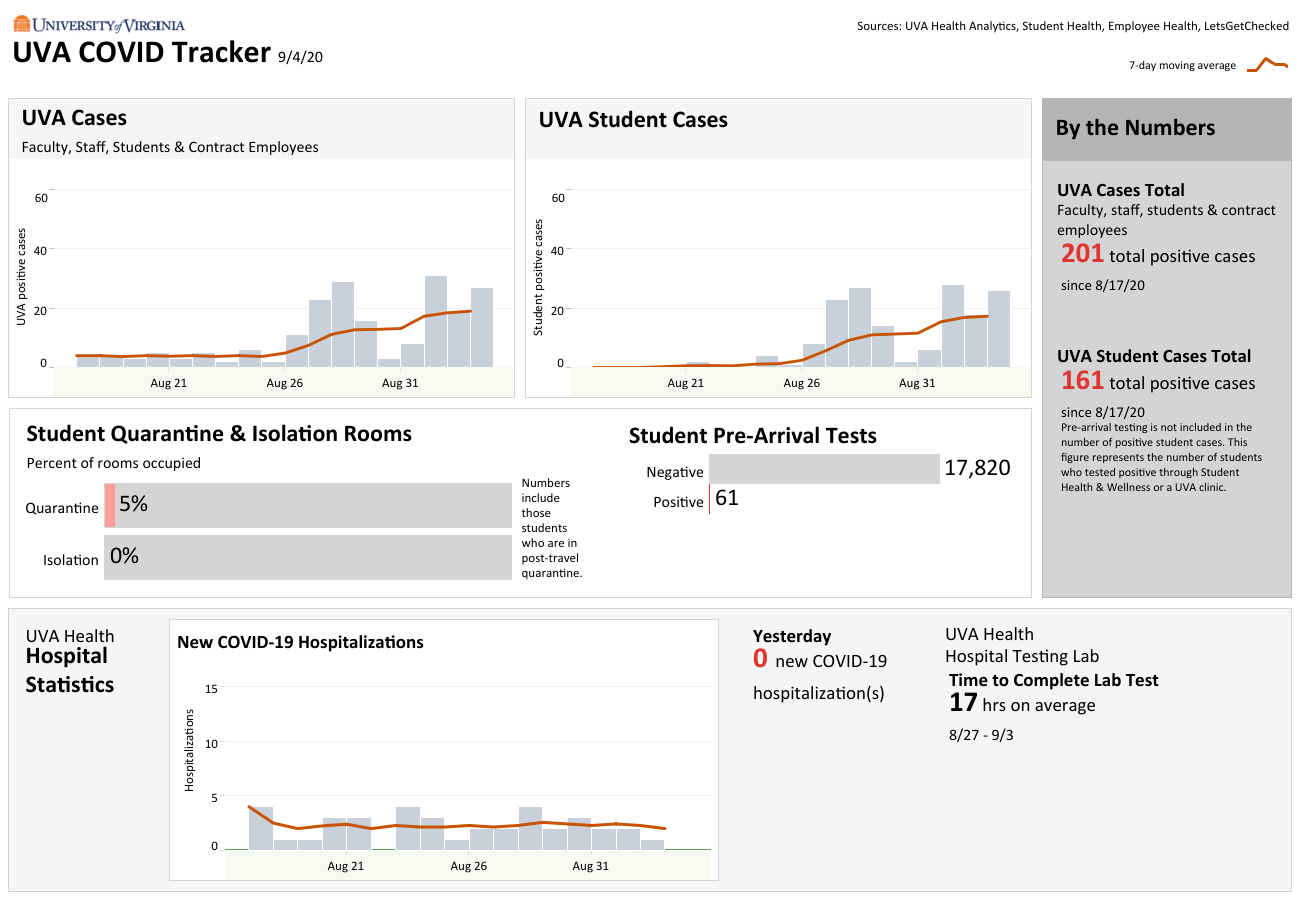 UNIVERSITY of VIRGINIA
UVA COVID Tracker 9/4/20
Sources: UVA Health Analytics, Student Health, Employee Health, LetsGetChecked
7-day moving average
UVA Cases
Faculty, Staff, Students & Contract Employees
UVA positive cases
60
40
20
0
Aug 21
Aug 26
Aug 31
UVA Student Cases
Student positive cases
60
40
20
0
Aug 21
Aug 26
Aug 31
By the Numbers
UVA Cases Total
Faculty, staff, students & contract
employees
201 total positive cases
since 8/17/20
UVA Student Cases Total
161 total positive cases
since 8/17/20
Pre-arrival testing is not included in the
number of positive student cases. This
figure represents the number of students
who tested positive through Student
Health & Wellness or a UVA clinic.
Student Quarantine & Isolation Rooms
Percent of rooms occupied
Quarantine 5%
Isolation 0%
Numbers
include
those
students
who are in
post-travel
quarantine.
Student Pre-Arrival Tests
Negative 17,820
Positive 61
UVA Health
Hospital
Statistics
New COVID-19 Hospitalizations
Hospitalizations
15
10
5
0
Aug 21
Aug 26
Aug 31
Yesterday
0 new COVID-19
hospitalization(s)
UVA Health
Hospital Testing Lab
Time to Complete Lab Test
17 hrs on average
8/27 - 9/3